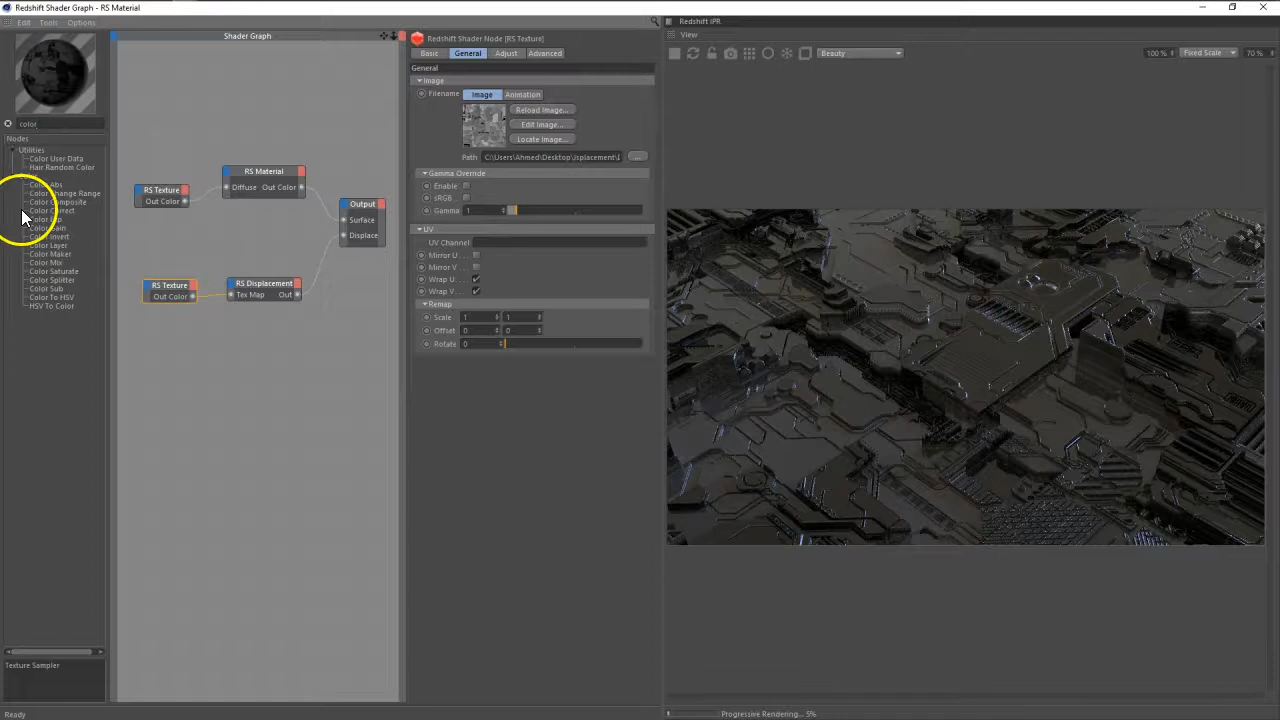 Redshift Shader Graph - RS Material
Edit Tools Options
color
Nodes
Utilities
Color User Data
Hair Random Color
Color Abs
Color Change Range
Color Composite
Color Correct
Color Invert
Color Layer
Color Maker
Color Mix
Color Saturate
Color Splitter
Color Sub
Color To HSV
HSV To Color
Texture Sampler
Ready
Shader Graph
RS Texture
Out Color
RS Material
Diffuse Out Color
Output
Surface
Displace
RS Texture
Out Color
RS Displacement
Tex Map Out
Redshift Shader Node [RS Texture]
Basic General Adjust Advanced
General
Image
Filename Image Animation
Reload Image...
Edit Image...
Locate Image...
Path C:\Users\Ahmed\Desktop\Jsplacement\
...
Gamma Override
Enable
sRGB
Gamma 1
UV
UV Channel
Mirror U
Mirror V
Wrap U
Wrap V
Remap
Scale 1 1
Offset 0 0
Rotate 0
Redshift IPR
View
Beauty 100 % Fixed Scale 70 %
Progressive Rendering... 5%